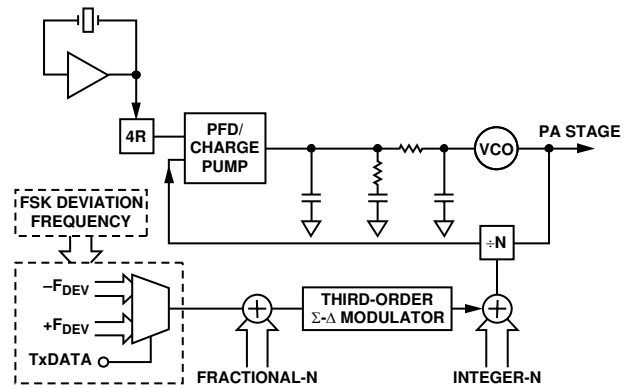 4R
PFD/
CHARGE
PUMP
VCO
PA STAGE
FSK DEVIATION
FREQUENCY
÷N
–FDEV
+FDEV
TxDATA
THIRD-ORDER
Σ-Δ MODULATOR
FRACTIONAL-N
INTEGER-N